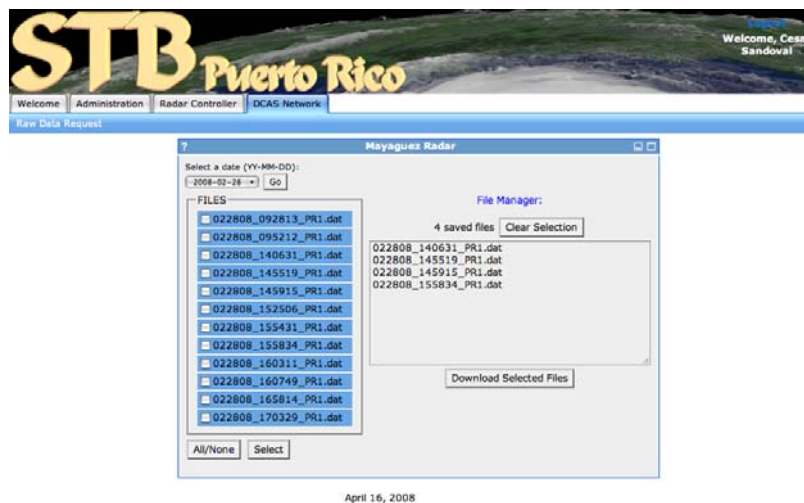 STB Puerto Rico
Logout
Welcome, Cesar
Sandoval
Welcome Administration Radar Controller DCAS Network
Raw Data Request
? Mayaguez Radar
Select a date (YY-MM-DD):
2008-02-28 Go
FILES
022808_092813_PR1.dat
022808_095212_PR1.dat
022808_140631_PR1.dat
022808_145519_PR1.dat
022808_145915_PR1.dat
022808_152506_PR1.dat
022808_155431_PR1.dat
022808_155834_PR1.dat
022808_160311_PR1.dat
022808_160749_PR1.dat
022808_165814_PR1.dat
022808_170329_PR1.dat
All/None Select
File Manager:
4 saved files Clear Selection
022808_140631_PR1.dat
022808_145519_PR1.dat
022808_145915_PR1.dat
022808_155834_PR1.dat
Download Selected Files
April 16, 2008